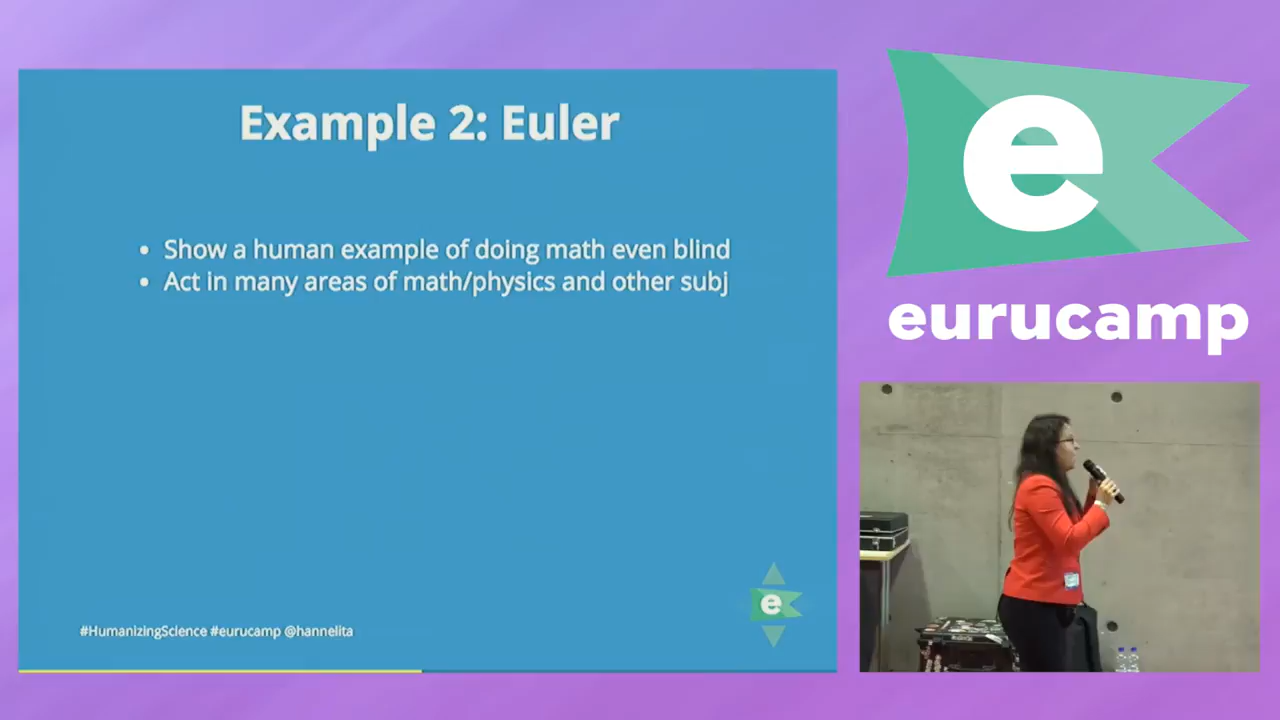 Example 2: Euler
Show a human example of doing math even blind
Act in many areas of math/physics and other subj
#HumanizingScience #eurucamp @hannelita
e
e
eurucamp